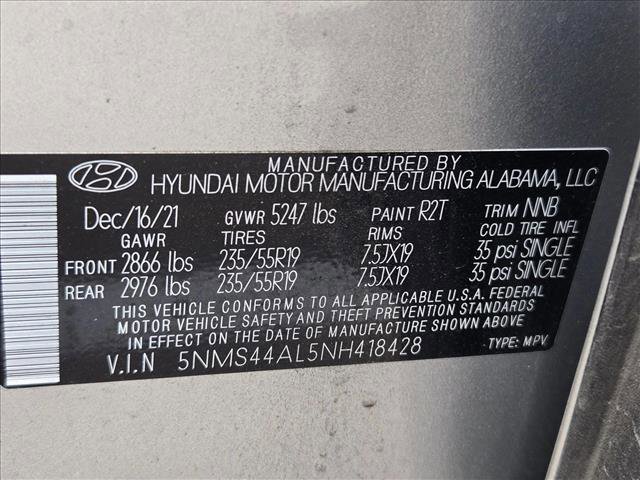 MANUFACTURED BY
HYUNDAI MOTOR MANUFACTURING ALABAMA, LLC
Dec/16/21 GVWR 5247 lbs PAINT R2T TRIM NNB
GAWR TIRES RIMS COLD TIRE INFL
FRONT 2866 lbs 235/55R19 7.5JX19 35 psi SINGLE
REAR 2976 lbs 235/55R19 7.5JX19 35 psi SINGLE
THIS VEHICLE CONFORMS TO ALL APPLICABLE U.S.A. FEDERAL
MOTOR VEHICLE SAFETY AND THEFT PREVENTION STANDARDS
IN EFFECT ON THE DATE OF MANUFACTURE SHOWN ABOVE
V.I.N 5NMS44AL5NH418428 TYPE: MPV